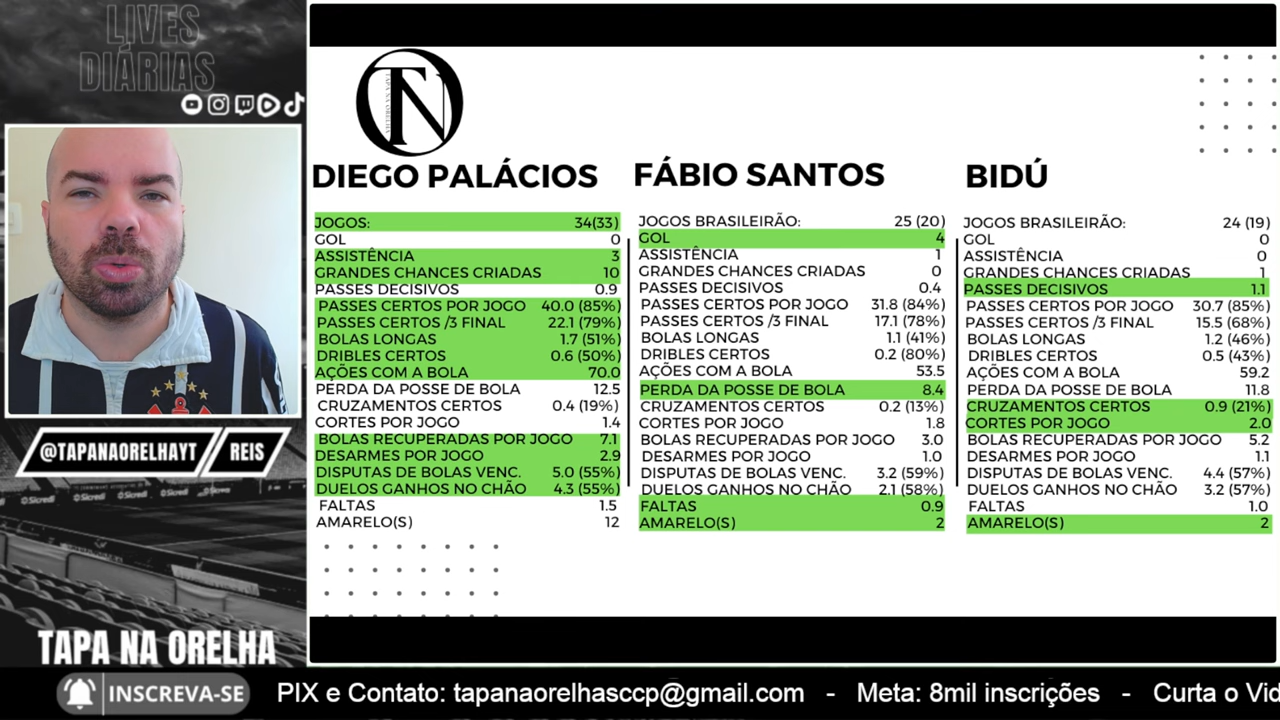 LIVES
DIÁRIAS
TN
TAPA NA ORELHA
DIEGO PALÁCIOS
JOGOS: 34(33)
GOL 0
ASSISTÊNCIA 3
GRANDES CHANCES CRIADAS 10
PASSES DECISIVOS 0.9
PASSES CERTOS POR JOGO 40.0 (85%)
PASSES CERTOS /3 FINAL 22.1 (79%)
BOLAS LONGAS 1.7 (51%)
DRIBLES CERTOS 0.6 (50%)
AÇÕES COM A BOLA 70.0
PERDA DA POSSE DE BOLA 12.5
CRUZAMENTOS CERTOS 0.4 (19%)
CORTES POR JOGO 1.4
BOLAS RECUPERADAS POR JOGO 7.1
DESARMES POR JOGO 2.9
DISPUTAS DE BOLAS VENC. 5.0 (55%)
DUELOS GANHOS NO CHÃO 4.3 (55%)
FALTAS 1.5
AMARELO(S) 12
FÁBIO SANTOS
JOGOS BRASILEIRÃO: 25 (20)
GOL 4
ASSISTÊNCIA 1
GRANDES CHANCES CRIADAS 0
PASSES DECISIVOS 0.4
PASSES CERTOS POR JOGO 31.8 (84%)
PASSES CERTOS /3 FINAL 17.1 (78%)
BOLAS LONGAS 1.1 (41%)
DRIBLES CERTOS 0.2 (80%)
AÇÕES COM A BOLA 53.5
PERDA DA POSSE DE BOLA 8.4
CRUZAMENTOS CERTOS 0.2 (13%)
CORTES POR JOGO 1.8
BOLAS RECUPERADAS POR JOGO 3.0
DESARMES POR JOGO 1.0
DISPUTAS DE BOLAS VENC. 3.2 (59%)
DUELOS GANHOS NO CHÃO 2.1 (58%)
FALTAS 0.9
AMARELO(S) 2
BIDÚ
JOGOS BRASILEIRÃO: 24 (19)
GOL 0
ASSISTÊNCIA 0
GRANDES CHANCES CRIADAS 1
PASSES DECISIVOS 1.1
PASSES CERTOS POR JOGO 30.7 (85%)
PASSES CERTOS /3 FINAL 15.5 (68%)
BOLAS LONGAS 1.2 (46%)
DRIBLES CERTOS 0.5 (43%)
AÇÕES COM A BOLA 59.2
PERDA DA POSSE DE BOLA 11.8
CRUZAMENTOS CERTOS 0.9 (21%)
CORTES POR JOGO 2.0
BOLAS RECUPERADAS POR JOGO 5.2
DESARMES POR JOGO 1.1
DISPUTAS DE BOLAS VENC. 4.4 (57%)
DUELOS GANHOS NO CHÃO 3.2 (57%)
FALTAS 1.0
AMARELO(S) 2
@TAPANAORELHAYT REIS
Sicredi Sicredi Sicredi Sicredi
TAPA NA ORELHA
INSCREVA-SE
PIX e Contato: tapanaorelhasccp@gmail.com - Meta: 8mil inscrições - Curta o Vid